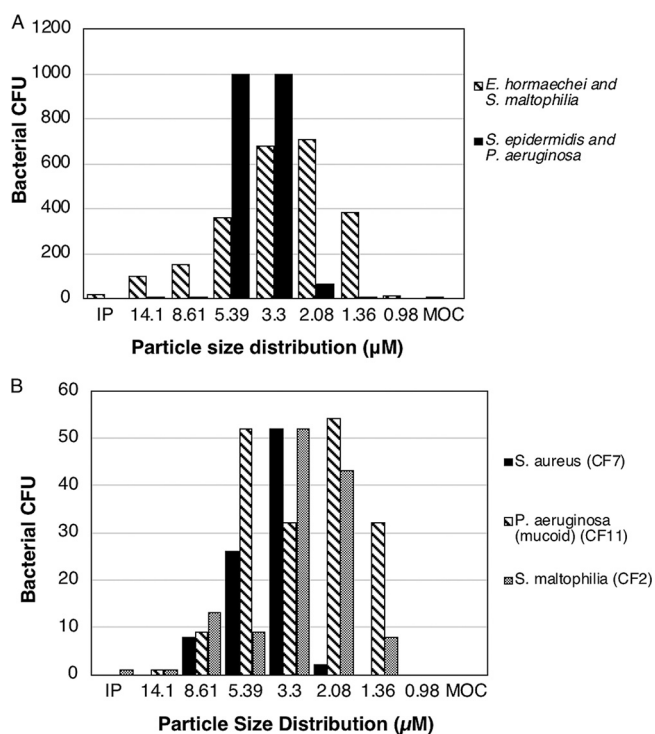 A
1200
1000
800
600
400
200
0
Bacterial CFU
IP 14.1 8.61 5.39 3.3 2.08 1.36 0.98 MOC
Particle size distribution (µM)
E. hormaechei and
S. maltophilia
S. epidermidis and
P. aeruginosa
B
60
50
40
30
20
10
0
Bacterial CFU
IP 14.1 8.61 5.39 3.3 2.08 1.36 0.98 MOC
Particle Size Distribution (µM)
S. aureus (CF7)
P. aeruginosa
(mucoid) (CF11)
S. maltophilia (CF2)